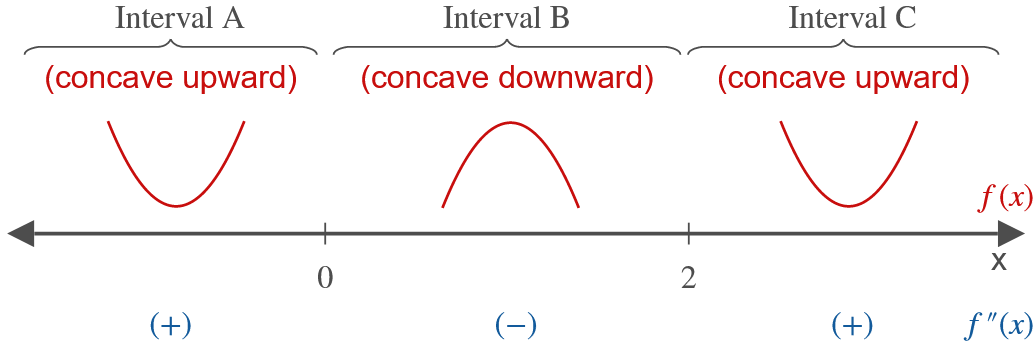 Interval A Interval B Interval C
(concave upward) (concave downward) (concave upward)
f (x)
x
0 2
(+) (−) (+) f ″(x)